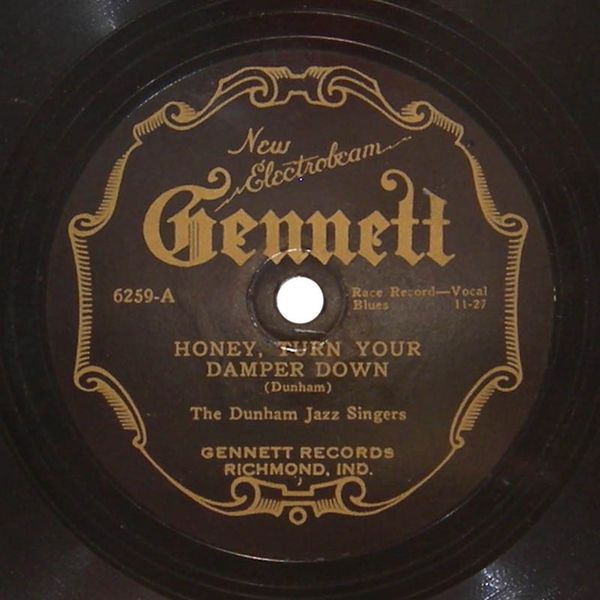 New
Electrobeam
Gennett
6259-A
Race Record—Vocal
Blues 11-27
HONEY, TURN YOUR
DAMPER DOWN
(Dunham)
The Dunham Jazz Singers
GENNETT RECORDS
RICHMOND, IND.